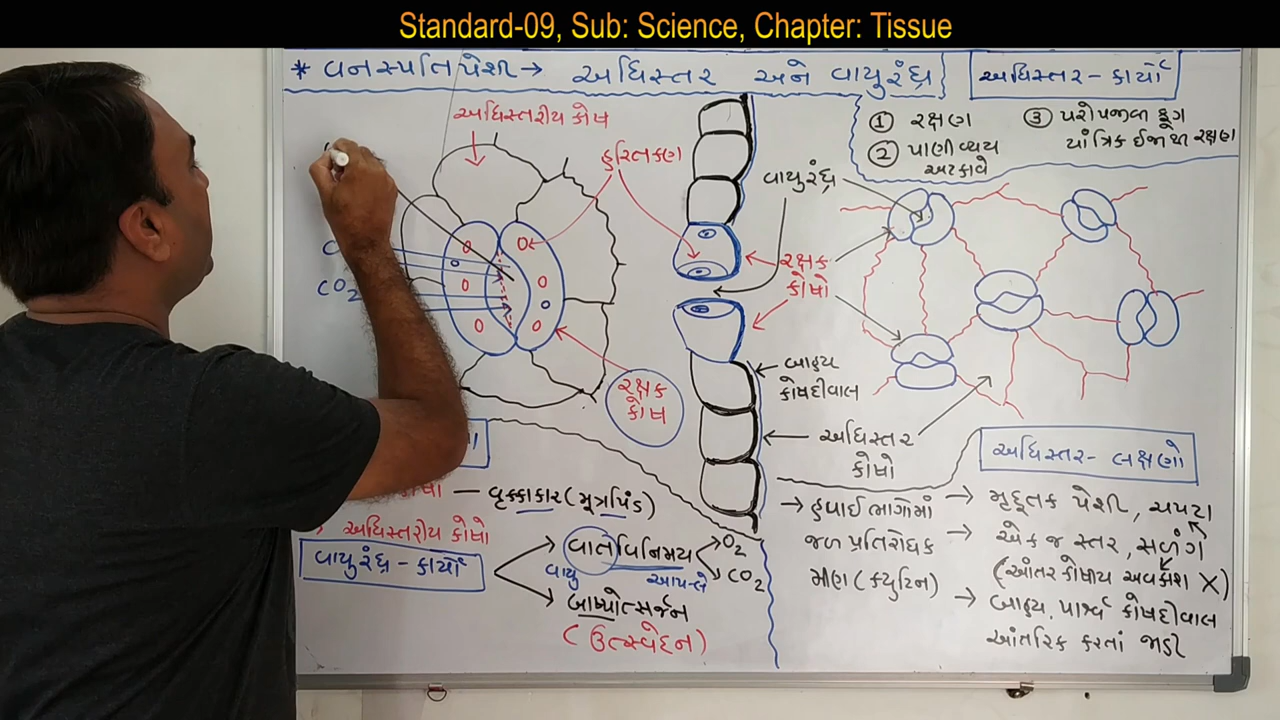 Standard-09, Sub: Science, Chapter: Tissue
* વનસ્પતિ પેશી → અધિસ્તર અને વાયુરંધ્ર
અધિસ્તર - કાર્યો
① રક્ષણ
② પાણી વ્યય
અટકાવે
③ પરોપજીવી ફૂગ
યાંત્રિક ઈજાથી રક્ષણ
અધિસ્તરીય કોષ
હરિતકણ
વાયુરંધ્ર
CO2
રક્ષક
કોષો
રક્ષક
કોષ
બાહ્ય
કોષદીવાલ
અધિસ્તર
કોષો
અધિસ્તર - લક્ષણો
— વૃક્કાકાર (મૂત્રપિંડ)
અધિસ્તરીય કોષો
વાયુરંધ્ર - કાર્યો
વાતવિનિમય
O2
CO2
વાયુ
આપ-લે
બાષ્પોત્સર્જન
(ઉત્સ્વેદન)
→ હવાઈ ભાગોમાં
જળ પ્રતિરોધક
મીણ (ક્યુટિન)
→ મૃદૂતક પેશી, ચપટા
→ એક જ સ્તર, સળંગ
(આંતર કોષીય અવકાશ X)
→ બાહ્ય, પાર્શ્વ કોષદીવાલ
આંતરિક કરતાં જાડી